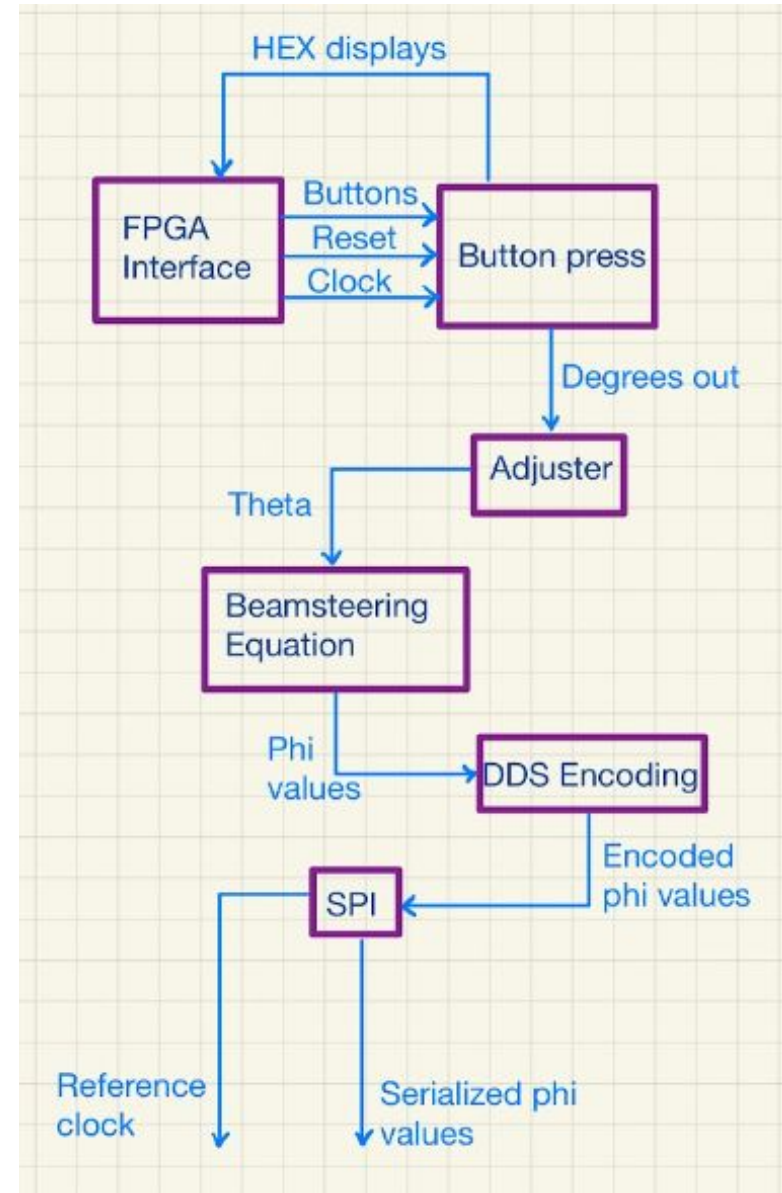 HEX displays
FPGA
Interface
Buttons
Reset
Clock
Button press
Degrees out
Adjuster
Theta
Beamsteering
Equation
Phi
values
DDS Encoding
Encoded
phi values
SPI
Reference
clock
Serialized phi
values